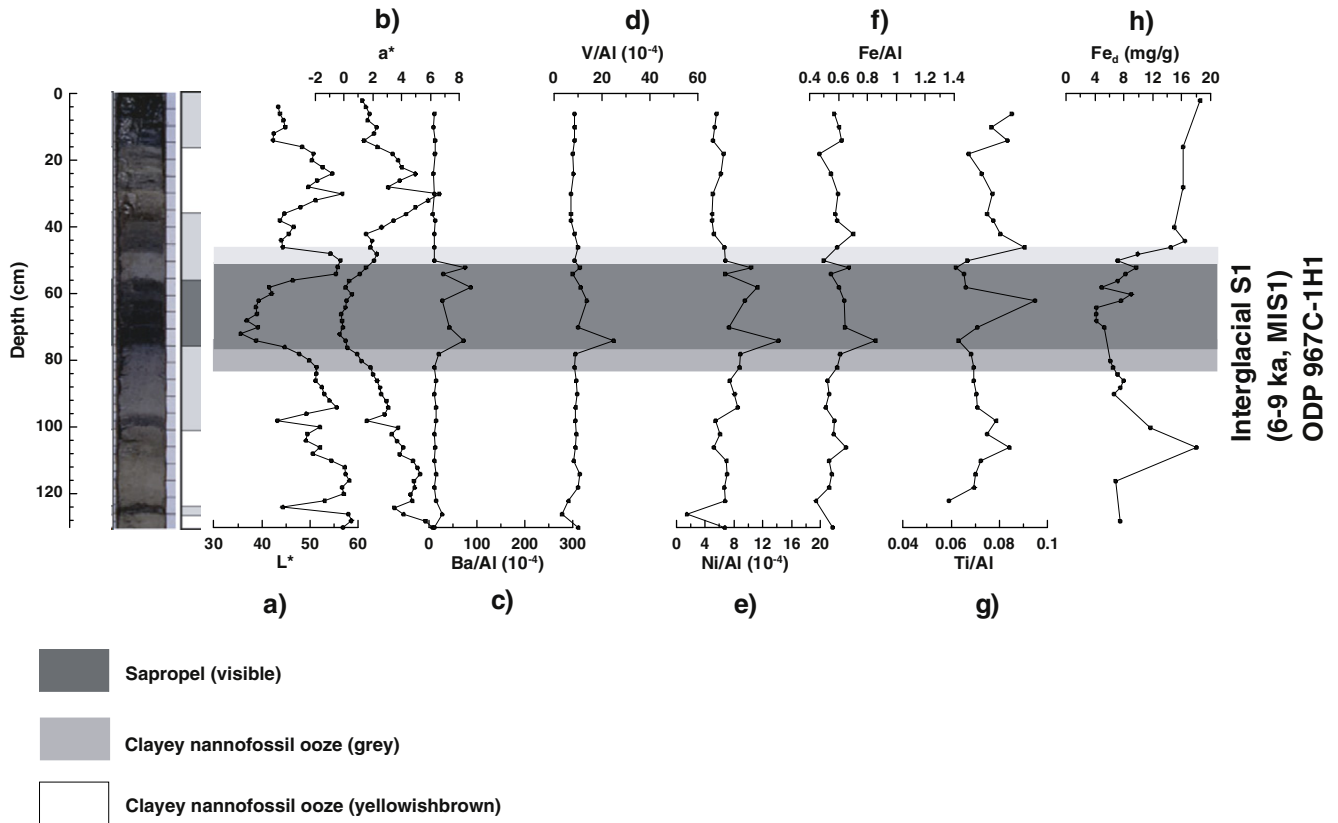 b) d) f) h)
a* V/Al (10⁻⁴) Fe/Al Fe_d (mg/g)
-2 0 2 4 6 8 0 20 40 60 0.4 0.6 0.8 1 1.2 1.4 0 4 8 12 16 20
0
20
40
60
80
100
120
Depth (cm)
Interglacial S1
(6-9 ka, MIS1)
ODP 967C-1H1
30 40 50 60 0 100 200 300 0 4 8 12 16 20 0.04 0.06 0.08 0.1
L* Ba/Al (10⁻⁴) Ni/Al (10⁻⁴) Ti/Al
a) c) e) g)
Sapropel (visible)
Clayey nannofossil ooze (grey)
Clayey nannofossil ooze (yellowishbrown)